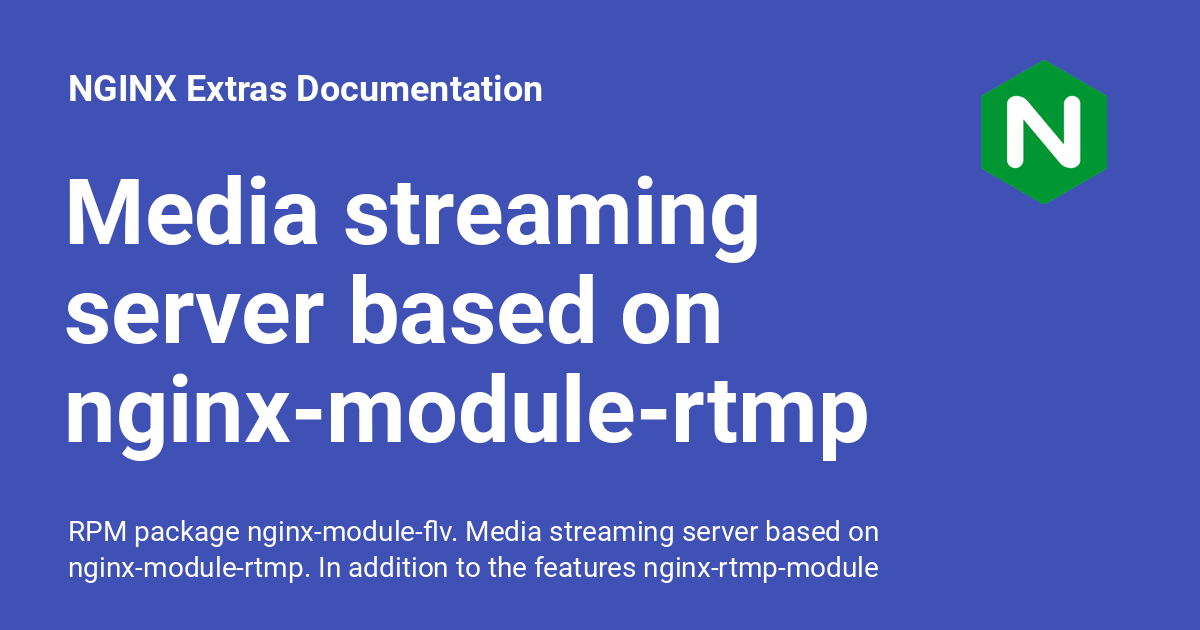 NGINX Extras Documentation
N
Media streaming
server based on
nginx-module-rtmp
RPM package nginx-module-flv. Media streaming server based on
nginx-module-rtmp. In addition to the features nginx-rtmp-module